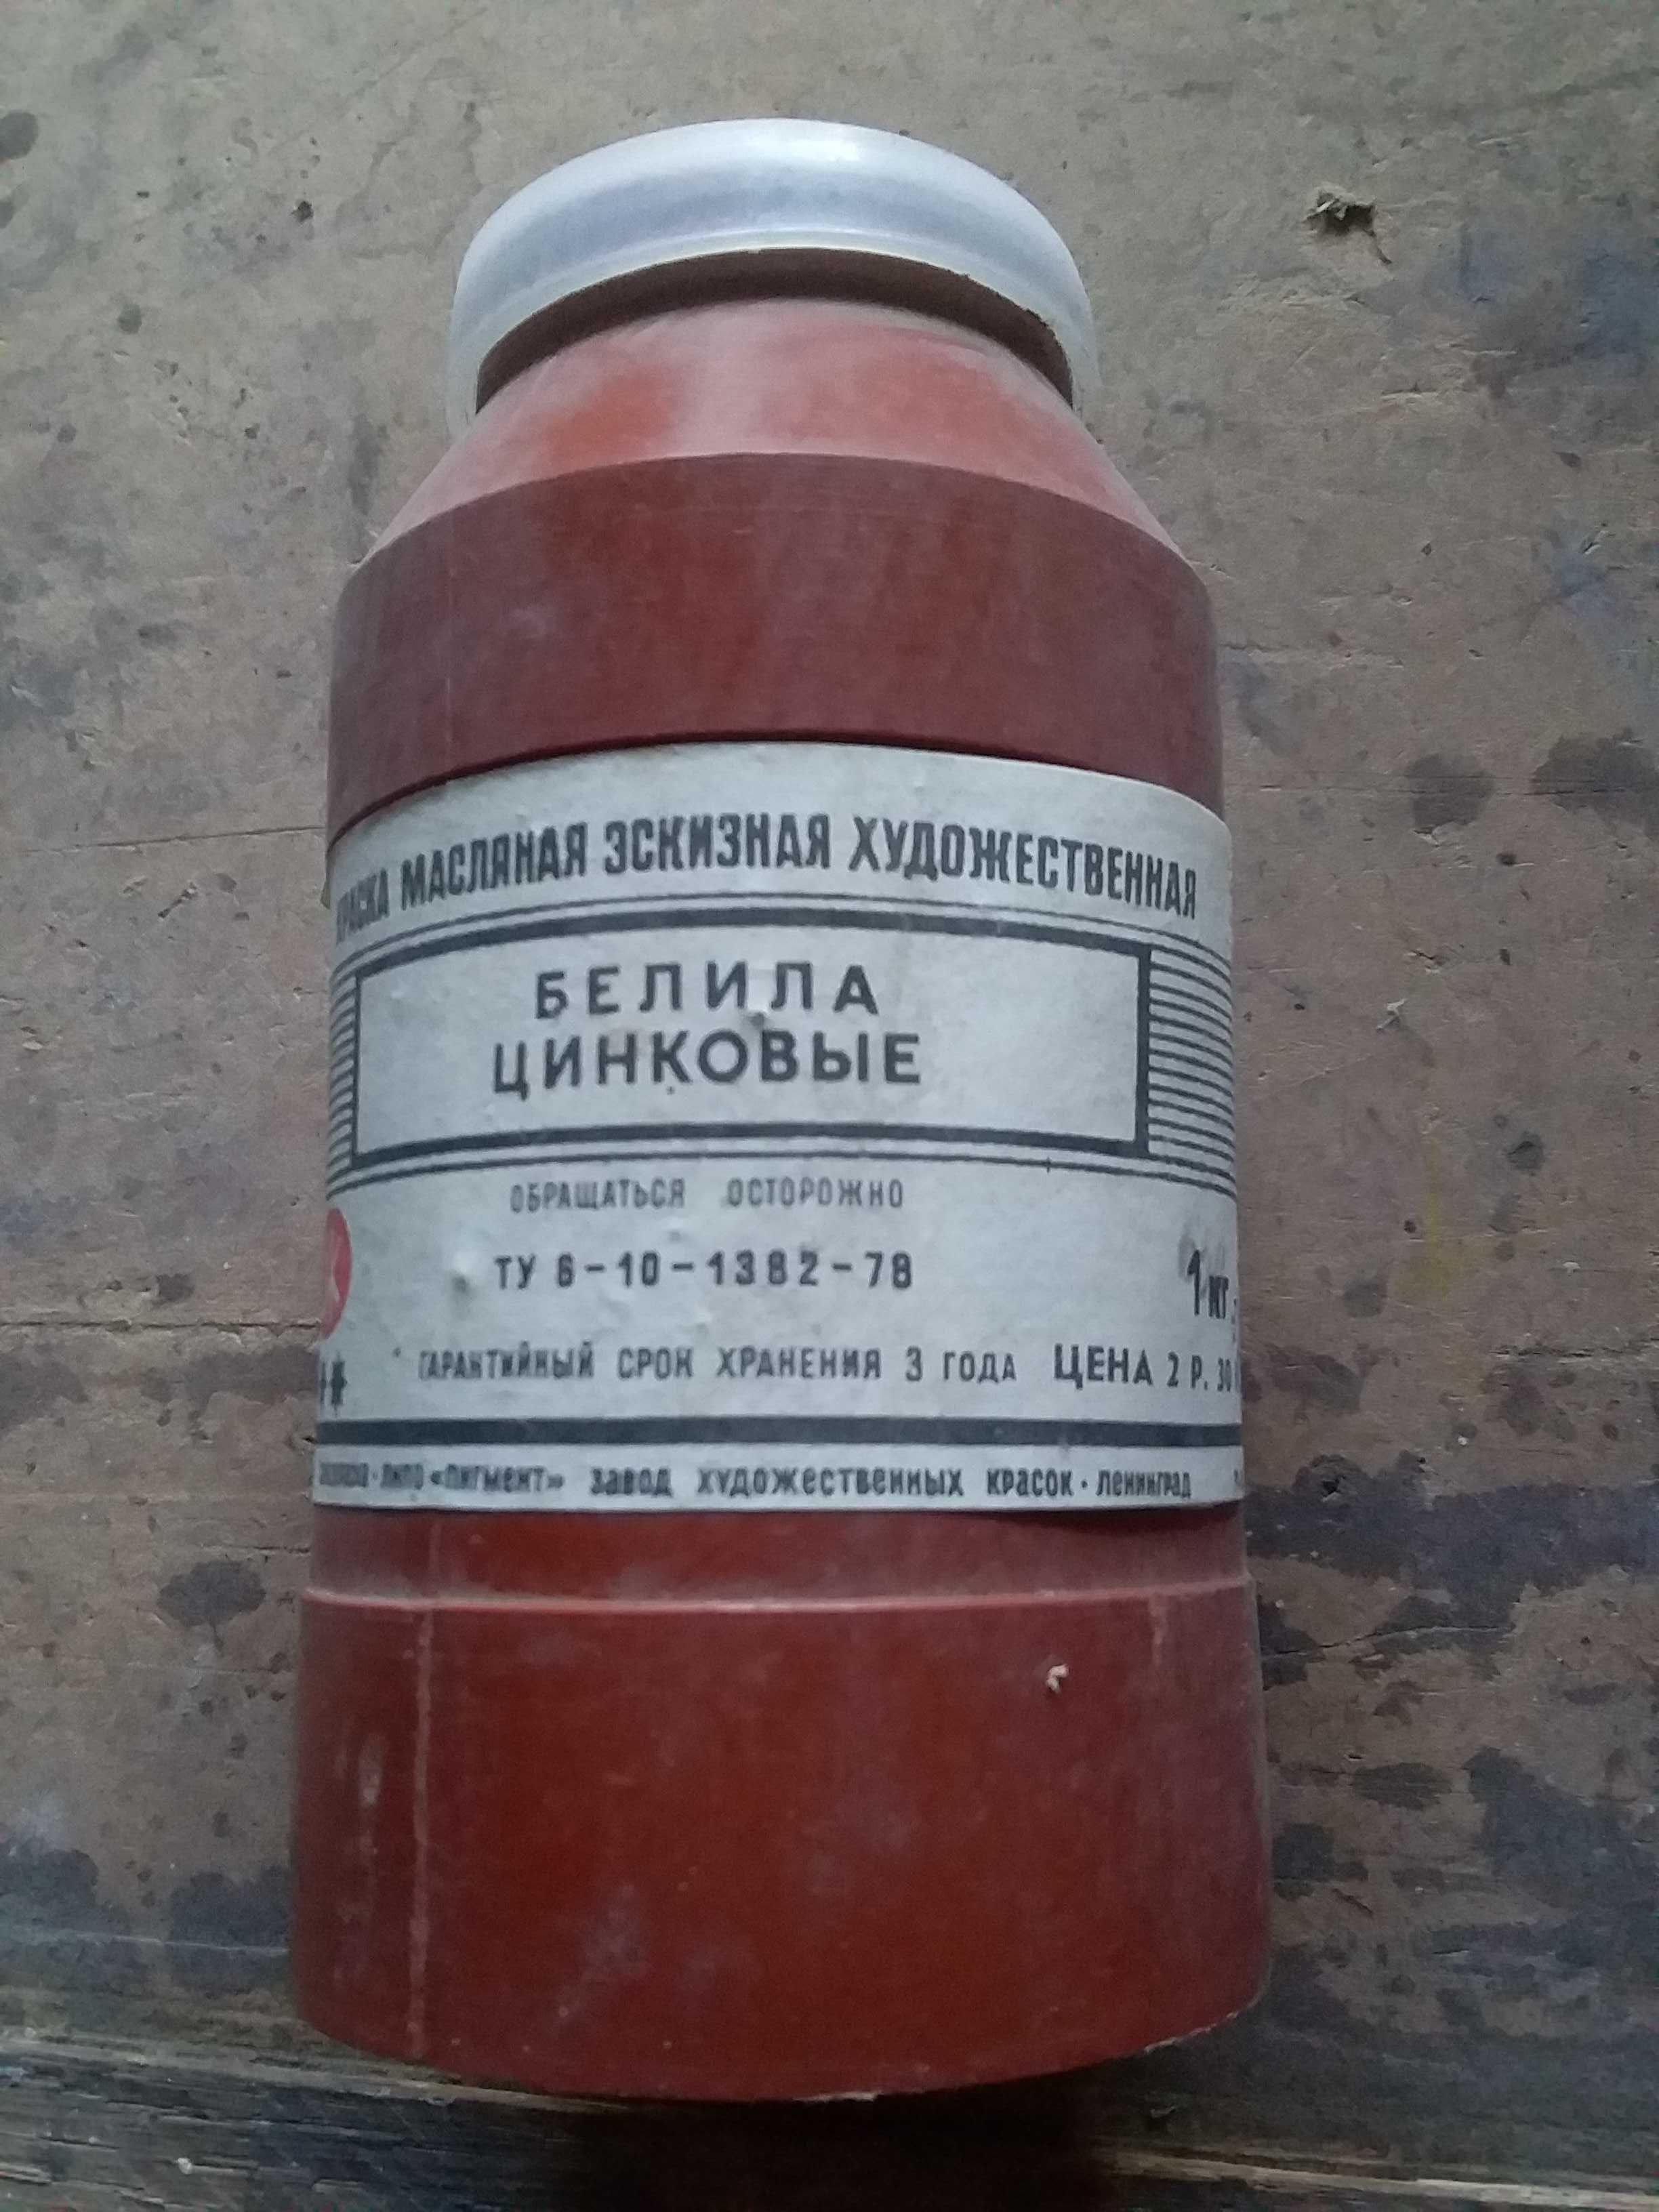 КРАСКА МАСЛЯНАЯ ЭСКИЗНАЯ ХУДОЖЕСТВЕННАЯ
БЕЛИЛА
ЦИНКОВЫЕ
ОБРАЩАТЬСЯ ОСТОРОЖНО
ТУ 6-10-1382-78
1 кг
ГАРАНТИЙНЫЙ СРОК ХРАНЕНИЯ 3 ГОДА ЦЕНА 2 Р. 30
ЛНПО «ПИГМЕНТ» ЗАВОД ХУДОЖЕСТВЕННЫХ КРАСОК · ЛЕНИНГРАД